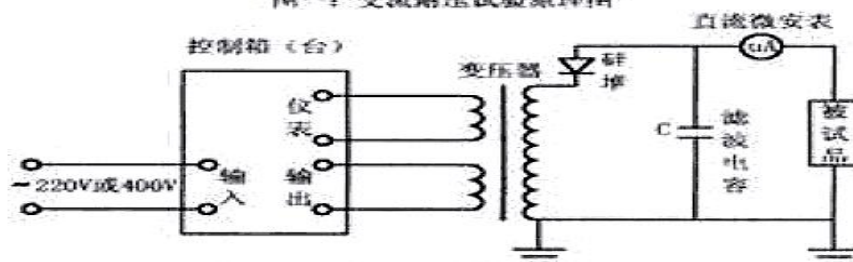 直流微安表
控制箱(台)
变压器
硅堆
uA
仪表
C
滤波电容
被试品
~220V或400V
输入
输出